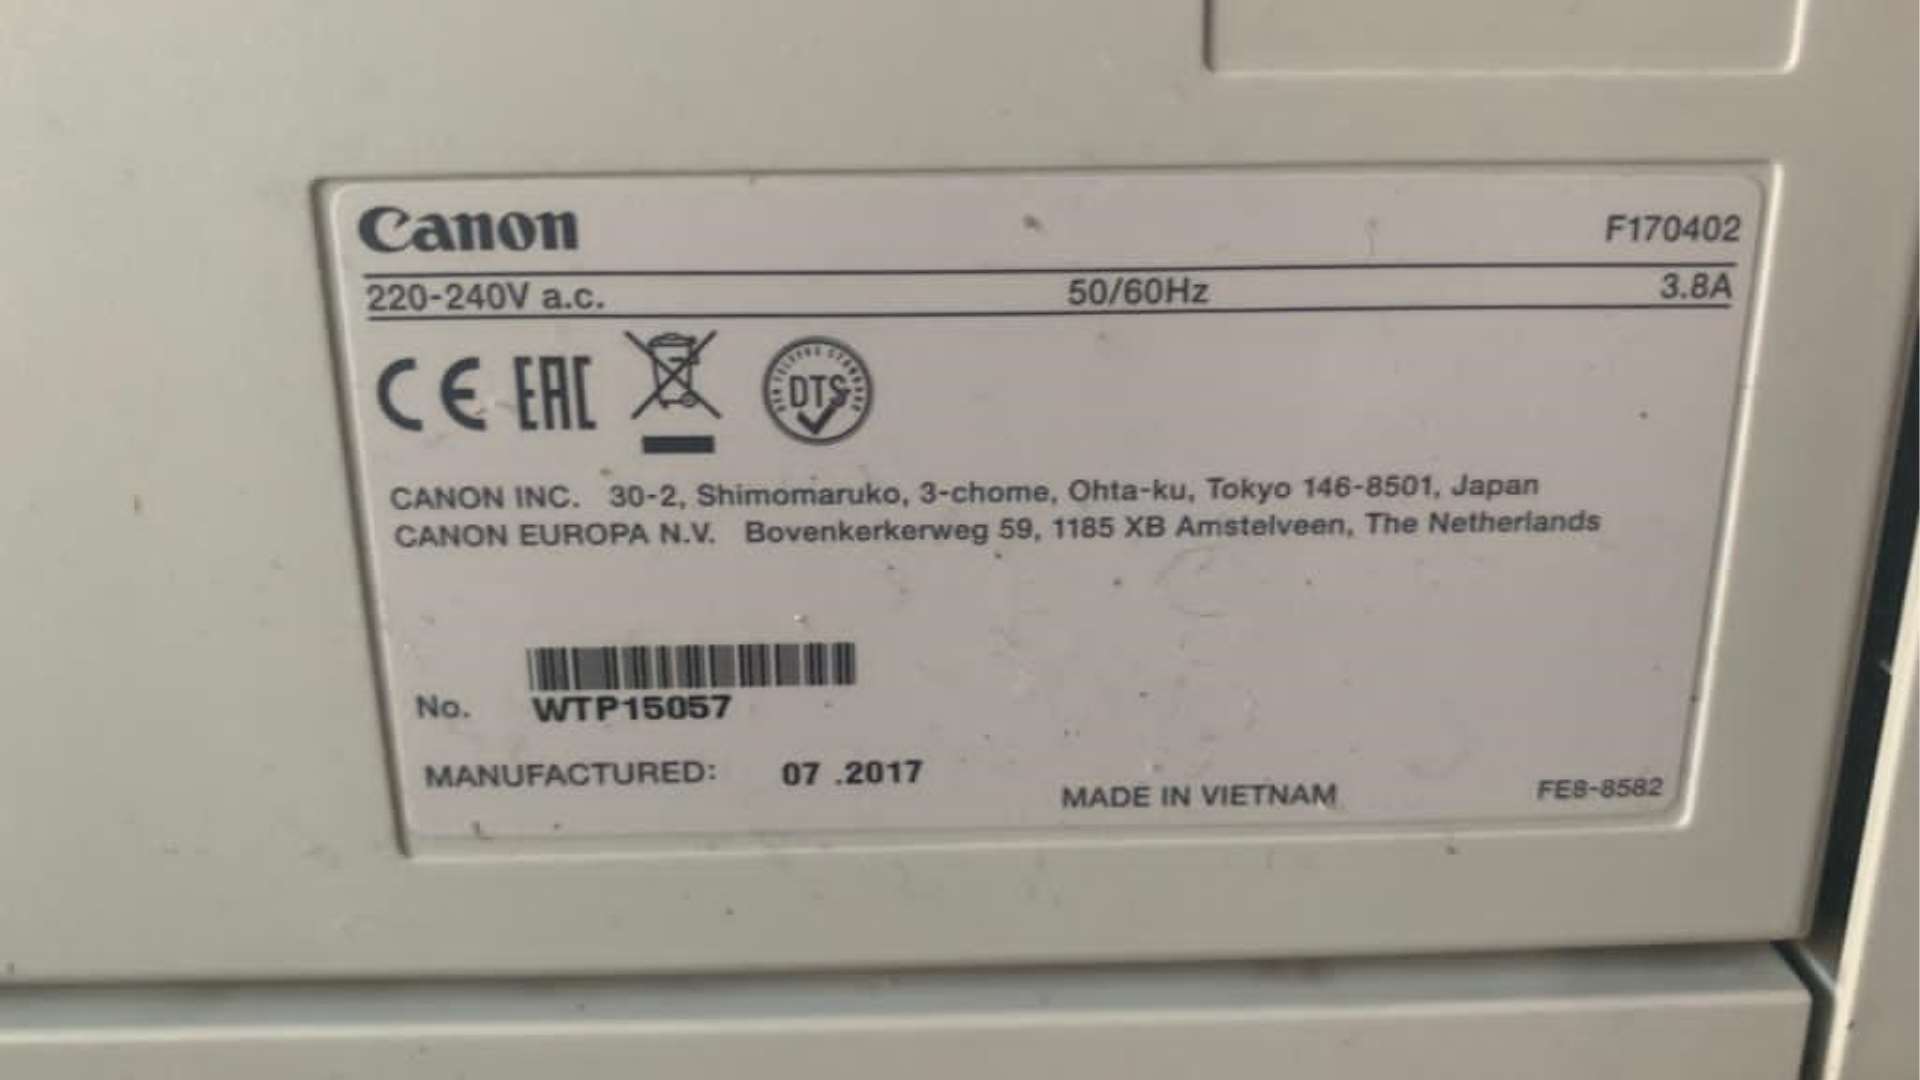 Canon
F170402
220-240V a.c. 50/60Hz 3.8A
CE EAC DTS
CANON INC. 30-2, Shimomaruko, 3-chome, Ohta-ku, Tokyo 146-8501, Japan
CANON EUROPA N.V. Bovenkerkerweg 59, 1185 XB Amstelveen, The Netherlands
No. WTP15057
MANUFACTURED: 07 .2017
MADE IN VIETNAM
FE8-8582